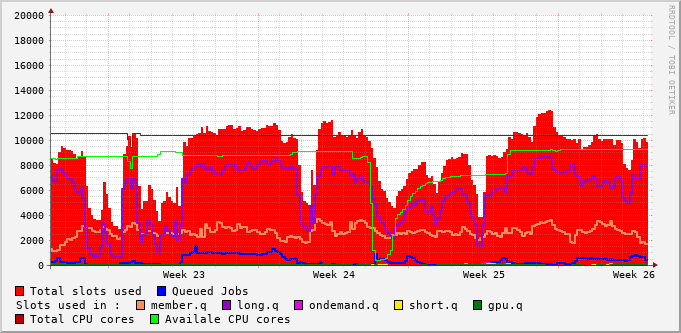 RRDTOOL / TOBI OETIKER
20000
18000
16000
14000
12000
10000
8000
6000
4000
2000
0
Week 23 Week 24 Week 25 Week 26
Total slots used Queued Jobs
Slots used in : member.q long.q ondemand.q short.q gpu.q
Total CPU cores Availale CPU cores